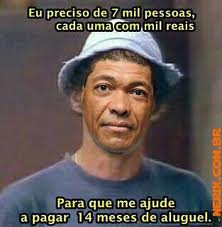 Eu preciso de 7 mil pessoas,
cada uma com mil reais
Para que me ajude
a pagar 14 meses de aluguel.